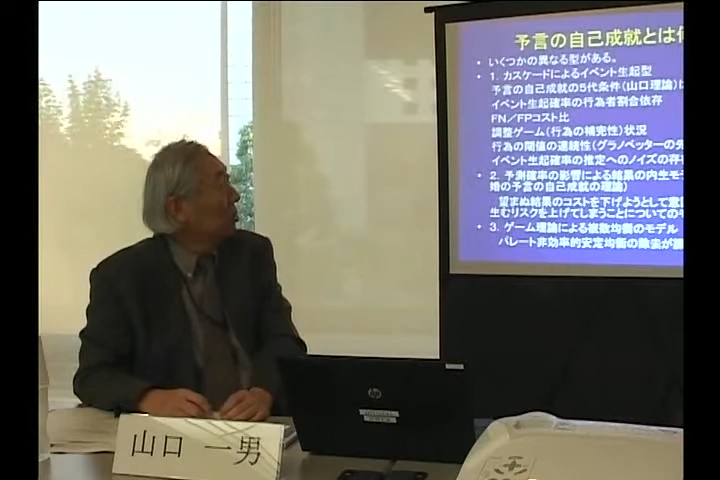 予言の自己成就とは
・いくつかの異なる型がある。
・1. カスケードによるイベント生起型
予言の自己成就の5代条件(山口理論)
イベント生起確率の行為者割合依存
FN/FPコスト比
調整ゲーム(行為の補完性)状況
行為の閾値の連続性(グラノベッターの
イベント生起確率の推定へのノイズの存
・2. 予測確率の影響による結果の内生モ
婚の予言の自己成就の理論)
望まぬ結果のコストを下げようとして意
生むリスクを上げてしまうことについての
・3. ゲーム理論による複数均衡のモデル
パレート非効率的安定均衡の除去が
hp
山口 一男